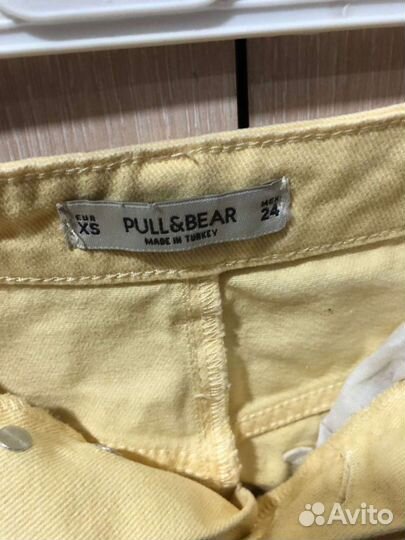 EUR
XS
PULL&BEAR
MADE IN TURKEY
MEX
24
Avito